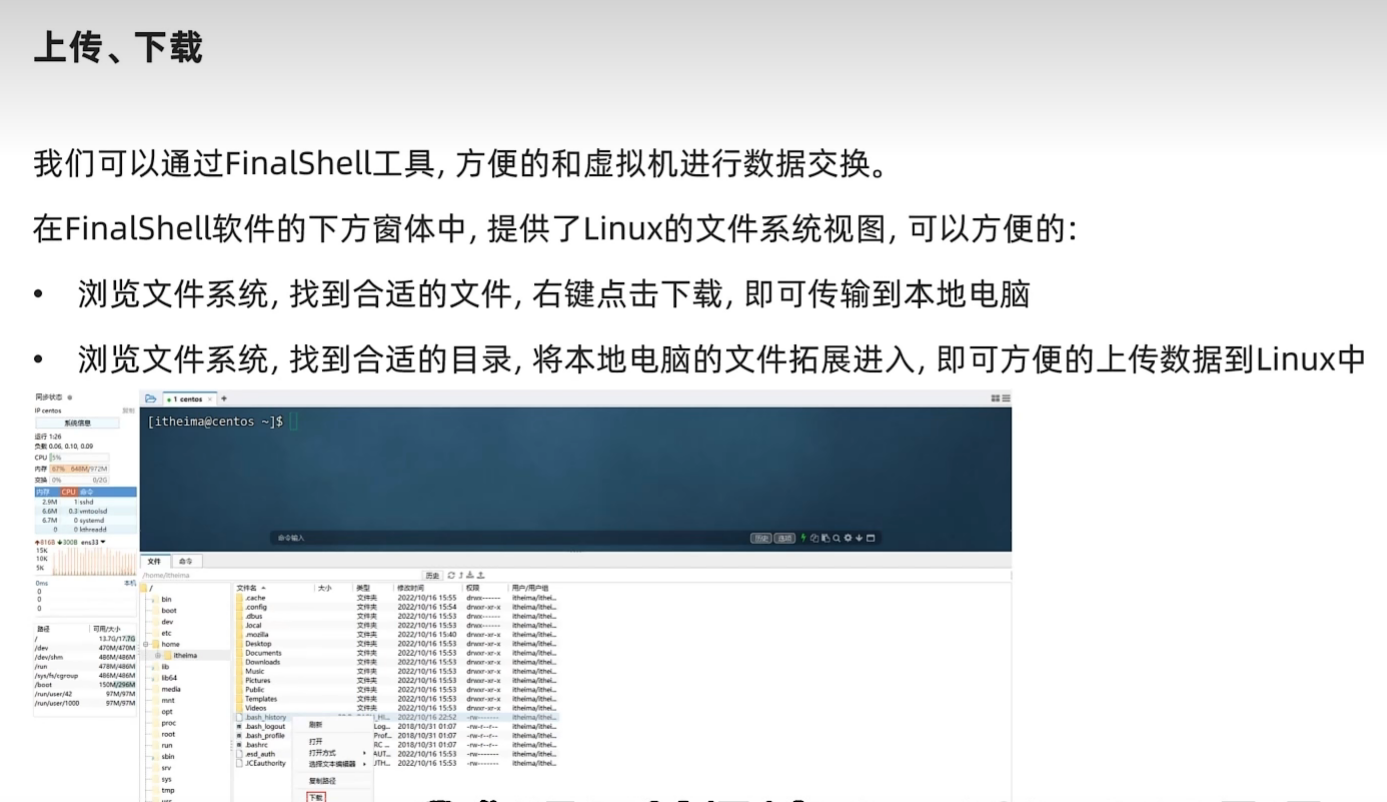 上传、下载
我们可以通过FinalShell工具, 方便的和虚拟机进行数据交换。
在FinalShell软件的下方窗体中, 提供了Linux的文件系统视图, 可以方便的:
• 浏览文件系统, 找到合适的文件, 右键点击下载, 即可传输到本地电脑
• 浏览文件系统, 找到合适的目录, 将本地电脑的文件拓展进入, 即可方便的上传数据到Linux中
同步状态
IP centos 复制
系统信息
运行 1:26
负载 0.06, 0.10, 0.09
CPU 5%
内存 67% 648M/972M
交换 0% 0/2G
内存 CPU 命令
2.9M 1 sshd
6.6M 0.3 vmtoolsd
6.7M 0 systemd
0 0 kthreadd
↑816B ↓300B ens33
15K
10K
5K
0ms 本机
0
0
0
路径 可用/大小
/ 13.7G/17.7G
/dev 470M/470M
/dev/shm 486M/486M
/run 478M/486M
/sys/fs/cgroup 486M/486M
/boot 150M/296M
/run/user/42 97M/97M
/run/user/1000 97M/97M
1 centos × +
[itheima@centos ~]$
命令输入
历史 选项
文件 命令
/home/itheima
历史
/
bin
boot
dev
etc
home
itheima
lib
lib64
media
mnt
opt
proc
root
run
sbin
srv
sys
tmp
文件名 大小 类型 修改时间 权限 用户/用户组
.cache 文件夹 2022/10/16 15:55 drwx------ itheima/ithei...
.config 文件夹 2022/10/16 15:54 drwxr-xr-x itheima/ithei...
.dbus 文件夹 2022/10/16 15:53 drwx------ itheima/ithei...
.local 文件夹 2022/10/16 15:53 drwx------ itheima/ithei...
.mozilla 文件夹 2022/10/16 15:40 drwxr-xr-x itheima/ithei...
Desktop 文件夹 2022/10/16 15:53 drwxr-xr-x itheima/ithei...
Documents 文件夹 2022/10/16 15:53 drwxr-xr-x itheima/ithei...
Downloads 文件夹 2022/10/16 15:53 drwxr-xr-x itheima/ithei...
Music 文件夹 2022/10/16 15:53 drwxr-xr-x itheima/ithei...
Pictures 文件夹 2022/10/16 15:53 drwxr-xr-x itheima/ithei...
Public 文件夹 2022/10/16 15:53 drwxr-xr-x itheima/ithei...
Templates 文件夹 2022/10/16 15:53 drwxr-xr-x itheima/ithei...
Videos 文件夹 2022/10/16 15:53 drwxr-xr-x itheima/ithei...
.bash_history 2022/10/16 22:52 -rw------- itheima/ithei...
.bash_logout Log... 2018/10/31 01:07 -rw-r--r-- itheima/ithei...
.bash_profile Prof... 2018/10/31 01:07 -rw-r--r-- itheima/ithei...
.bashrc RC ... 2018/10/31 01:07 -rw-r--r-- itheima/ithei...
.esd_auth AUT... 2022/10/16 15:53 -rw------- itheima/ithei...
.ICEauthority UTH... 2022/10/16 15:53 -rw------- itheima/ithei...
刷新
打开
打开方式
选择文本编辑器
复制路径
下载